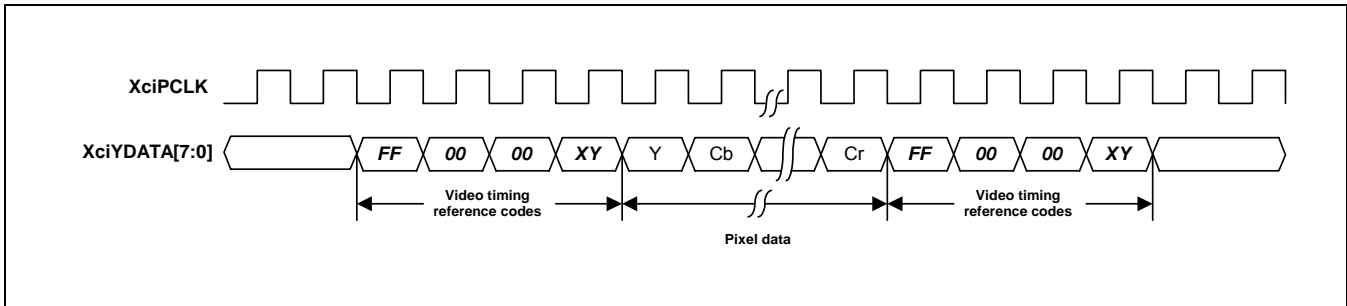 XciPCLK
XciYDATA[7:0]
FF 00 00 XY Y Cb Cr FF 00 00 XY
Video timing
reference codes
Pixel data
Video timing
reference codes